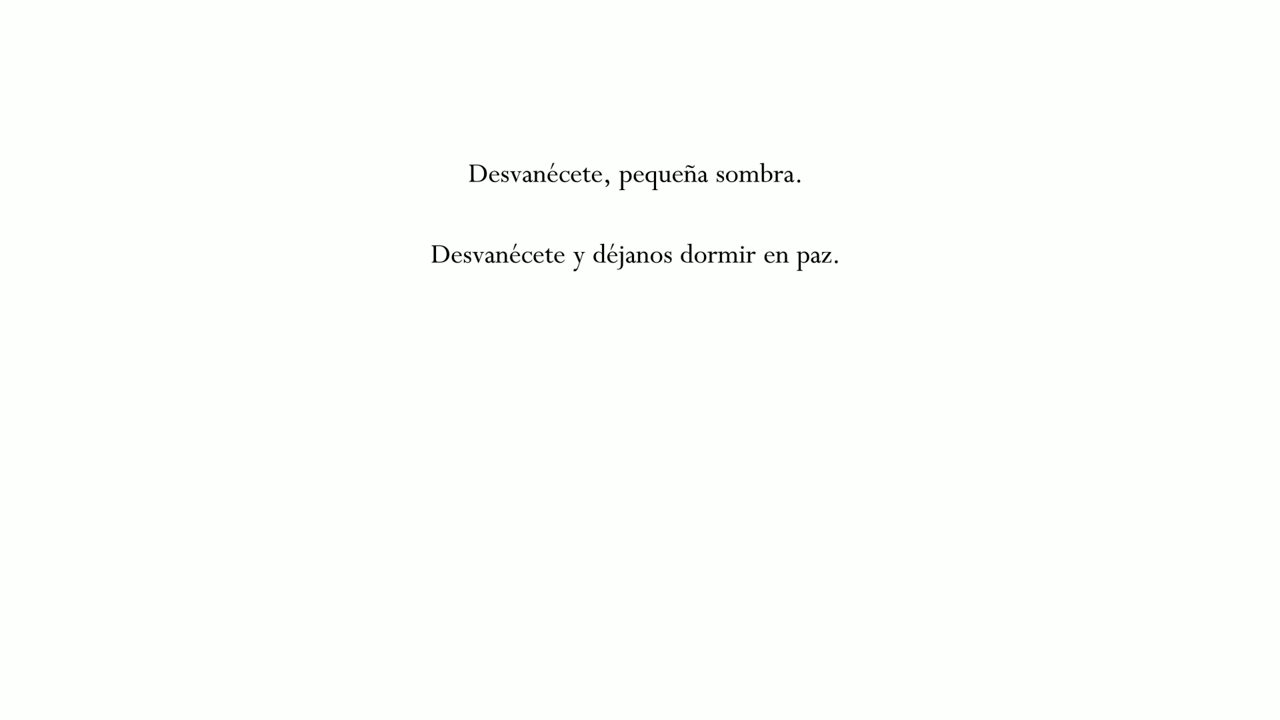 Desvanécete, pequeña sombra.
Desvanécete y déjanos dormir en paz.